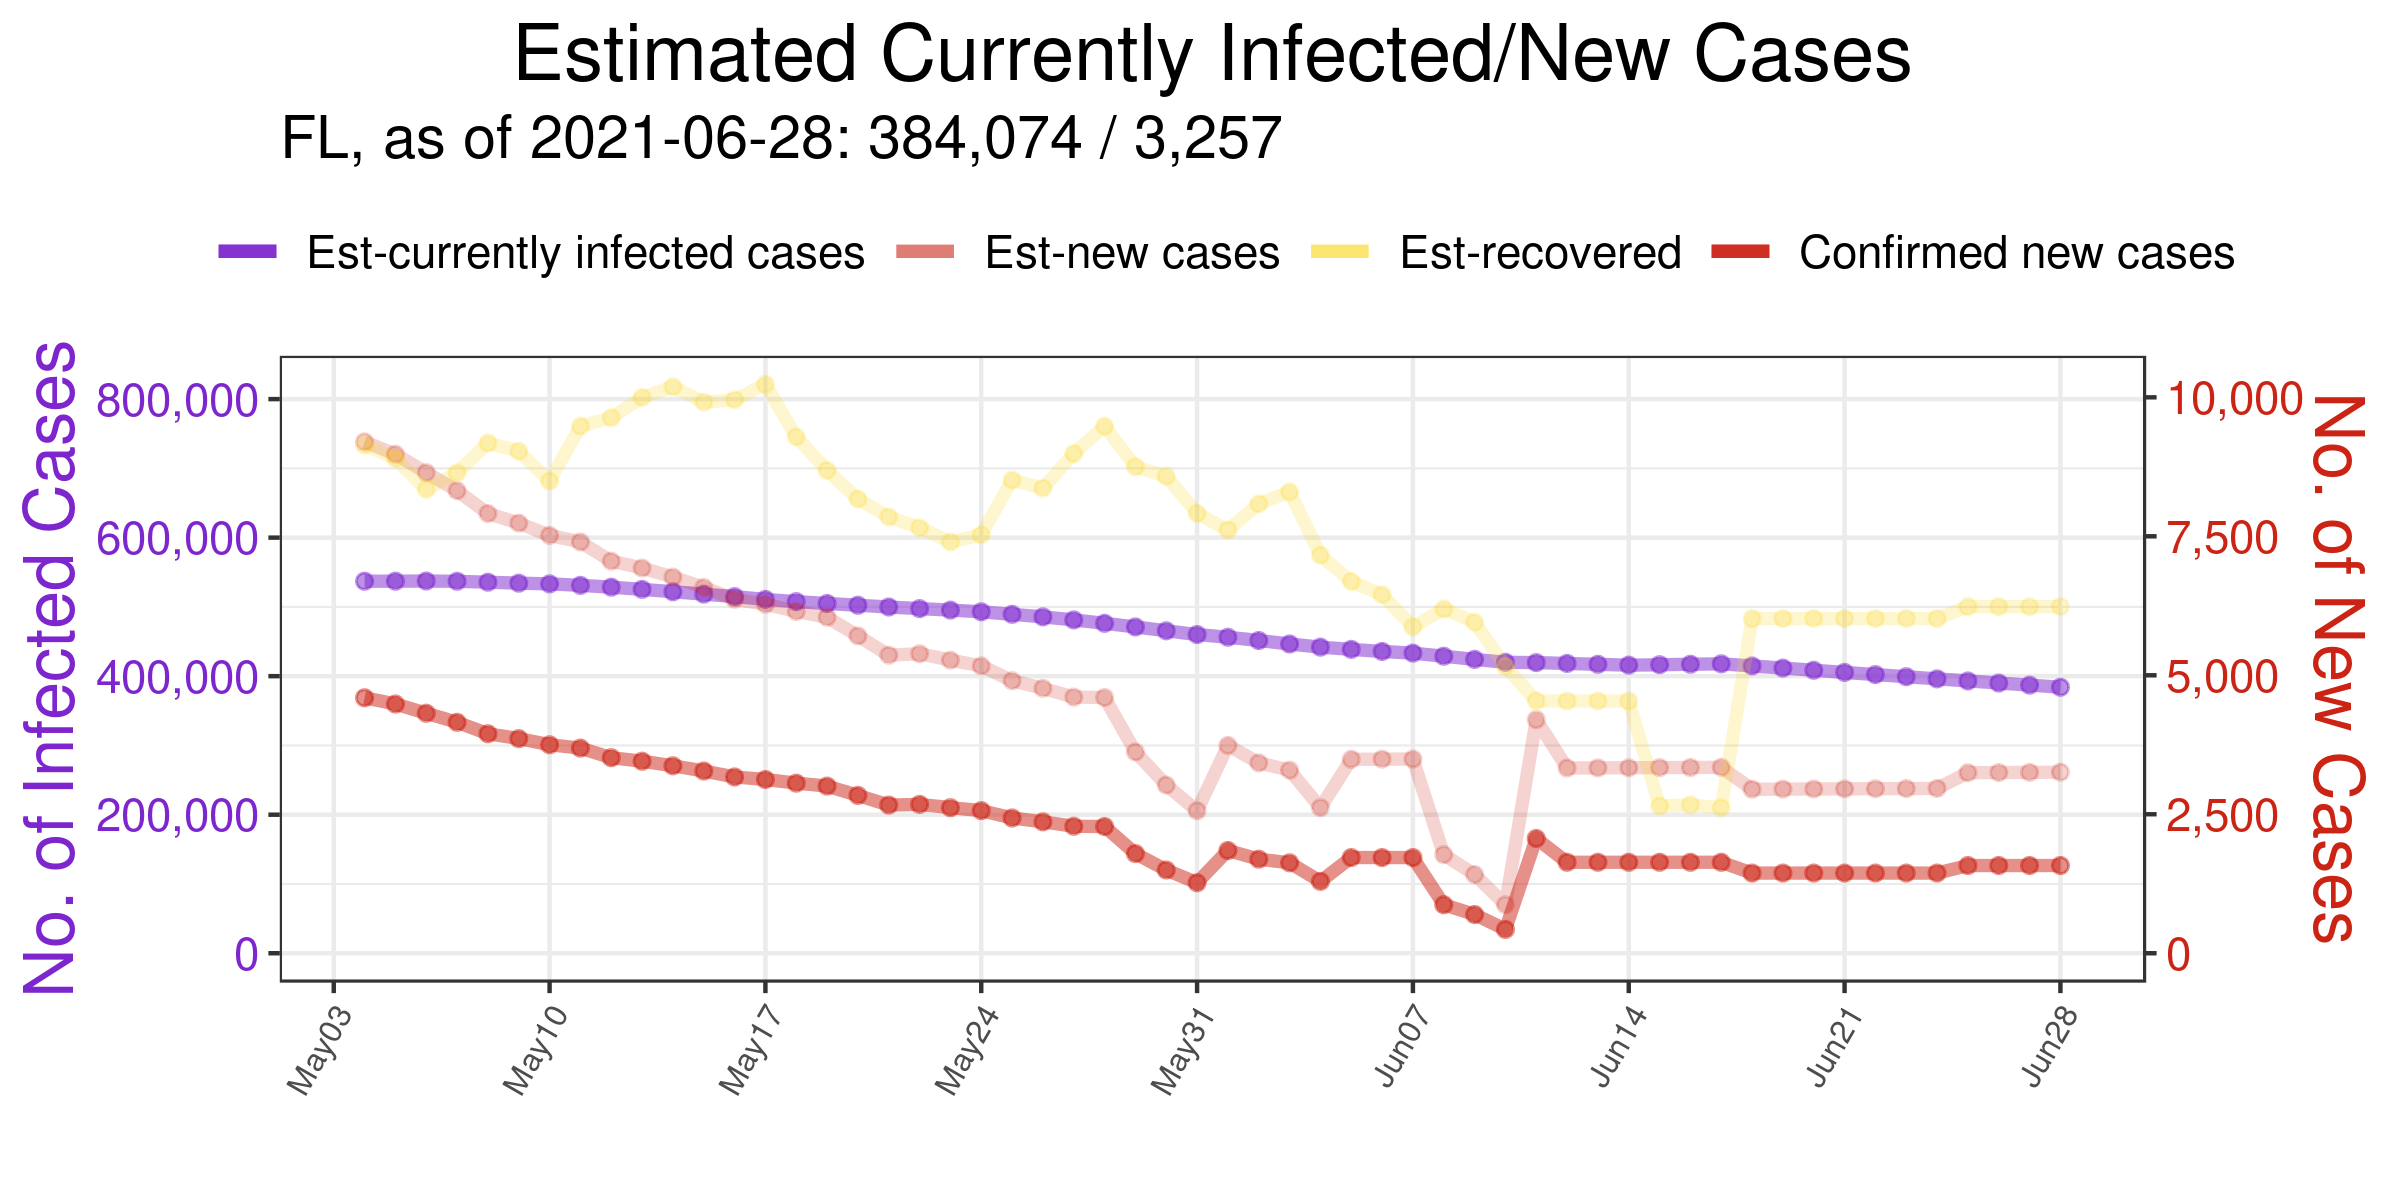 Estimated Currently Infected/New Cases
FL, as of 2021-06-28: 384,074 / 3,257
Est-currently infected cases Est-new cases Est-recovered Confirmed new cases
No. of Infected Cases
800,000
600,000
400,000
200,000
0
10,000
7,500
5,000
2,500
0
No. of New Cases
May03 May10 May17 May24 May31 Jun07 Jun14 Jun21 Jun28